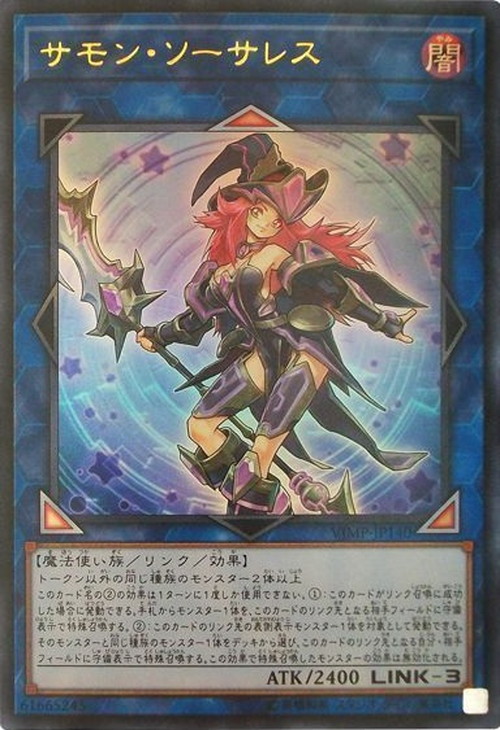 サモン・ソーサレス
闇
VJMP-JP140
【魔法使い族／リンク／効果】
トークン以外の同じ種族のモンスター2体以上
このカード名の②の効果は1ターンに1度しか使用できない。①：このカードがリンク召喚に成功
した場合に発動できる。手札からモンスター1体を、このカードのリンク先となる相手フィールドに守備
表示で特殊召喚する。②：このカードのリンク先の表側表示モンスター1体を対象として発動できる。
そのモンスターと同じ種族のモンスター1体をデッキから選び、このカードのリンク先となる自分・相手
フィールドに守備表示で特殊召喚する。この効果で特殊召喚したモンスターの効果は無効化される。
ATK/2400 LINK-3
61665245